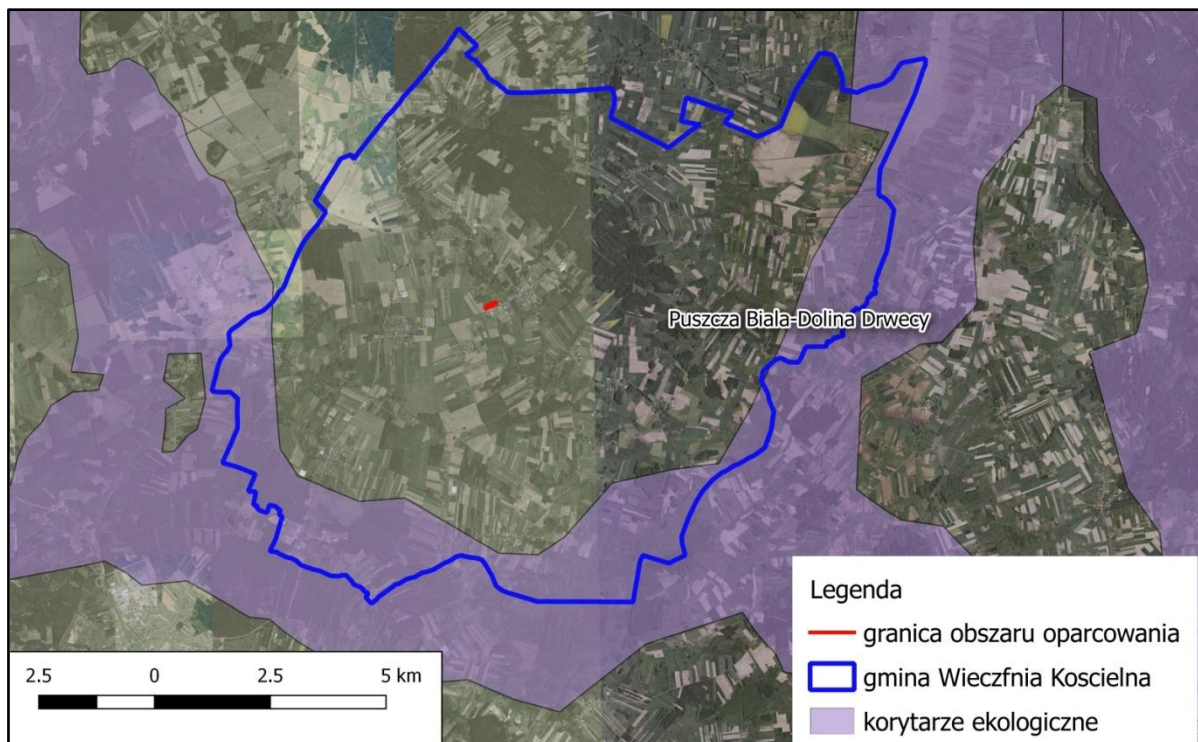 Puszcza Biala-Dolina Drwecy
Legenda
granica obszaru oparcowania
gmina Wieczfnia Koscielna
korytarze ekologiczne
2.5 0 2.5 5 km